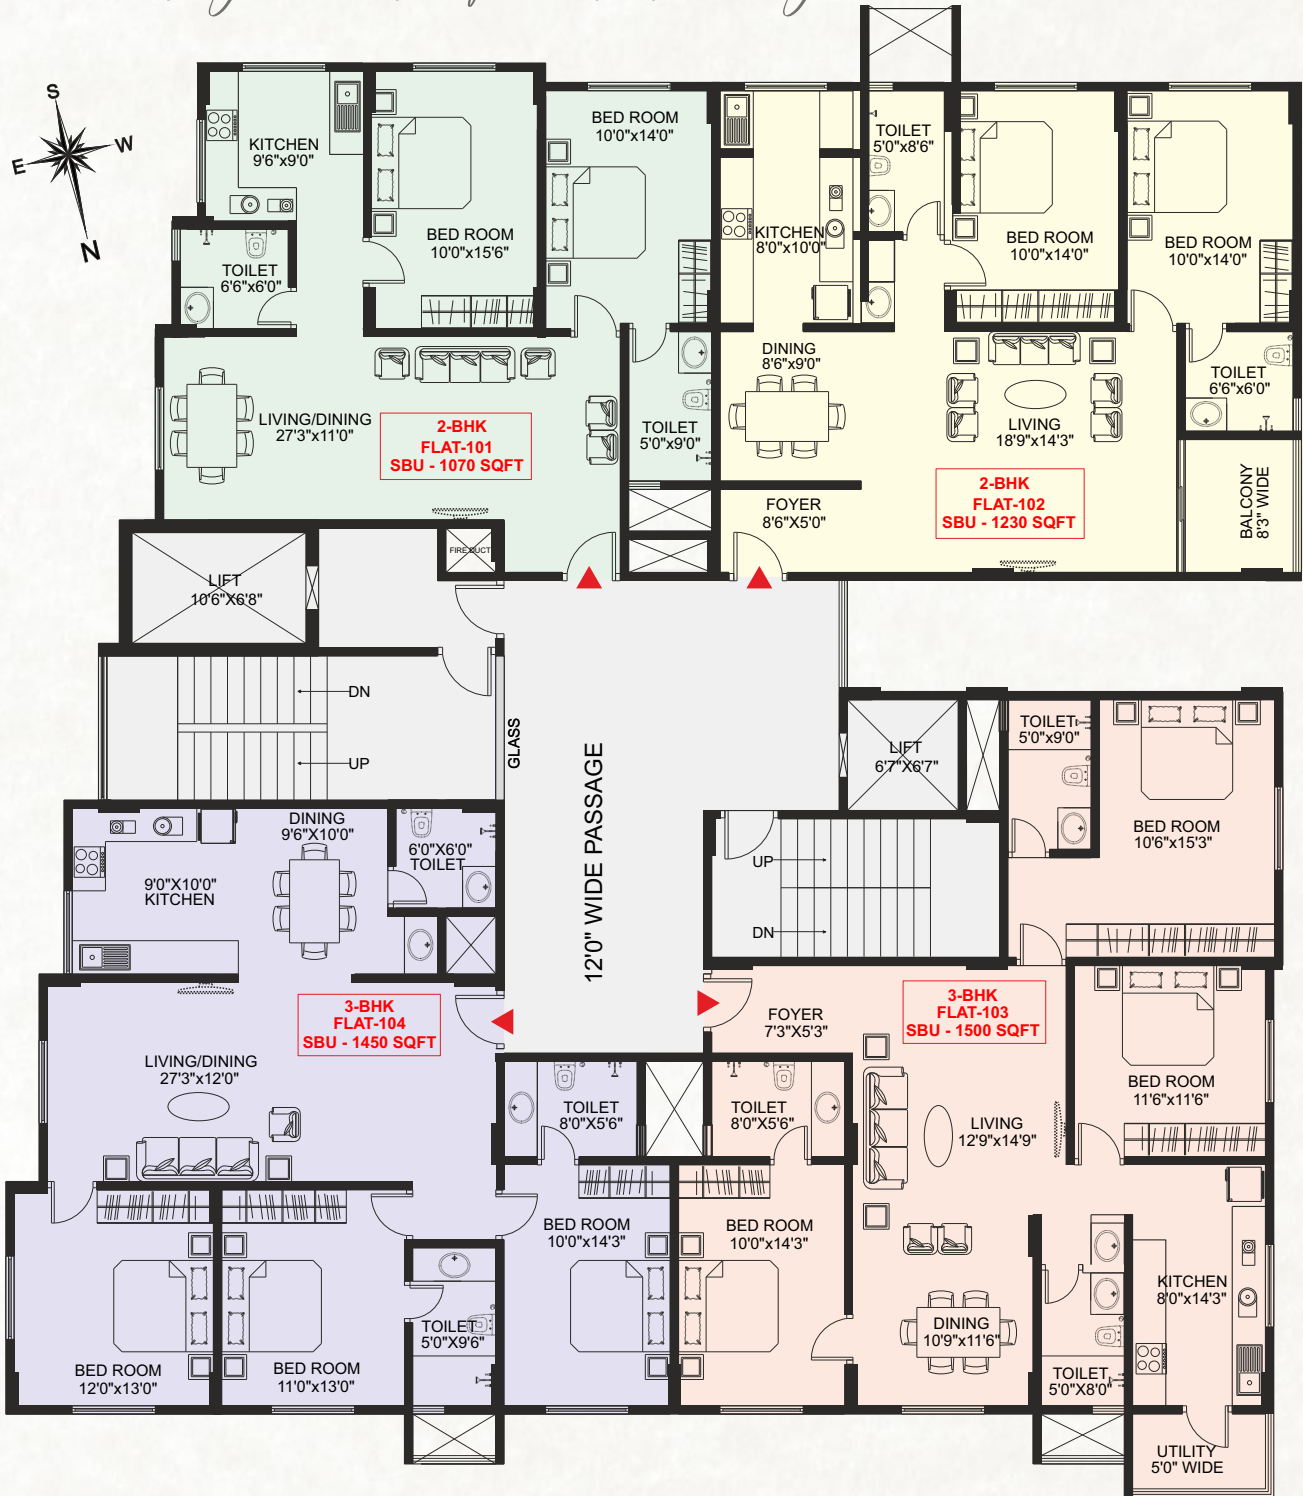 S
E
W
N
KITCHEN
9'6"x9'0"
BED ROOM
10'0"x15'6"
BED ROOM
10'0"x14'0"
TOILET
6'6"x6'0"
LIVING/DINING
27'3"x11'0"
2-BHK
FLAT-101
SBU - 1070 SQFT
TOILET
5'0"x9'0"
TOILET
5'0"x8'6"
KITCHEN
8'0"x10'0"
BED ROOM
10'0"x14'0"
BED ROOM
10'0"x14'0"
DINING
8'6"x9'0"
LIVING
18'9"x14'3"
TOILET
6'6"x6'0"
2-BHK
FLAT-102
SBU - 1230 SQFT
FOYER
8'6"X5'0"
BALCONY
8'3" WIDE
FIRE DUCT
LIFT
10'6"X6'8"
DN
UP
GLASS
12'0" WIDE PASSAGE
LIFT
6'7"X6'7"
UP
DN
TOILET
5'0"x9'0"
BED ROOM
10'6"x15'3"
DINING
9'6"X10'0"
6'0"X6'0"
TOILET
9'0"X10'0"
KITCHEN
3-BHK
FLAT-104
SBU - 1450 SQFT
LIVING/DINING
27'3"x12'0"
FOYER
7'3"X5'3"
3-BHK
FLAT-103
SBU - 1500 SQFT
BED ROOM
11'6"x11'6"
TOILET
8'0"X5'6"
TOILET
8'0"X5'6"
LIVING
12'9"x14'9"
BED ROOM
12'0"x13'0"
BED ROOM
11'0"x13'0"
TOILET
5'0"X9'6"
BED ROOM
10'0"x14'3"
BED ROOM
10'0"x14'3"
DINING
10'9"x11'6"
KITCHEN
8'0"x14'3"
TOILET
5'0"X8'0"
UTILITY
5'0" WIDE